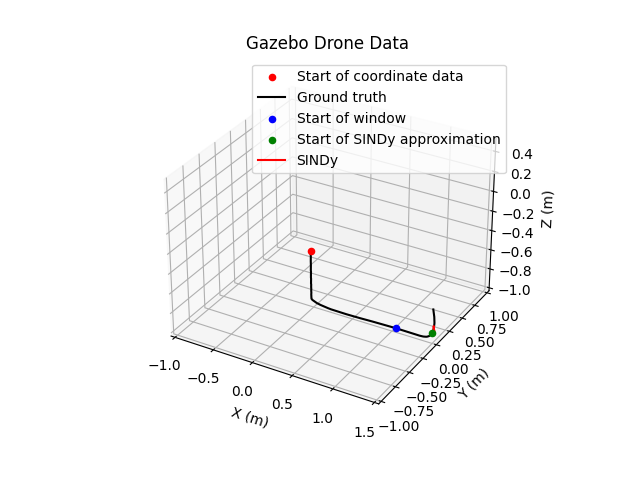 Gazebo Drone Data
Start of coordinate data
Ground truth
Start of window
Start of SINDy approximation
SINDy
0.4
0.2
0.0
−0.2
−0.4
−0.6
−0.8
−1.0
Z (m)
1.00
0.75
0.50
0.25
0.00
−0.25
−0.50
−0.75
−1.00
Y (m)
−1.0
−0.5
0.0
0.5
1.0
1.5
X (m)